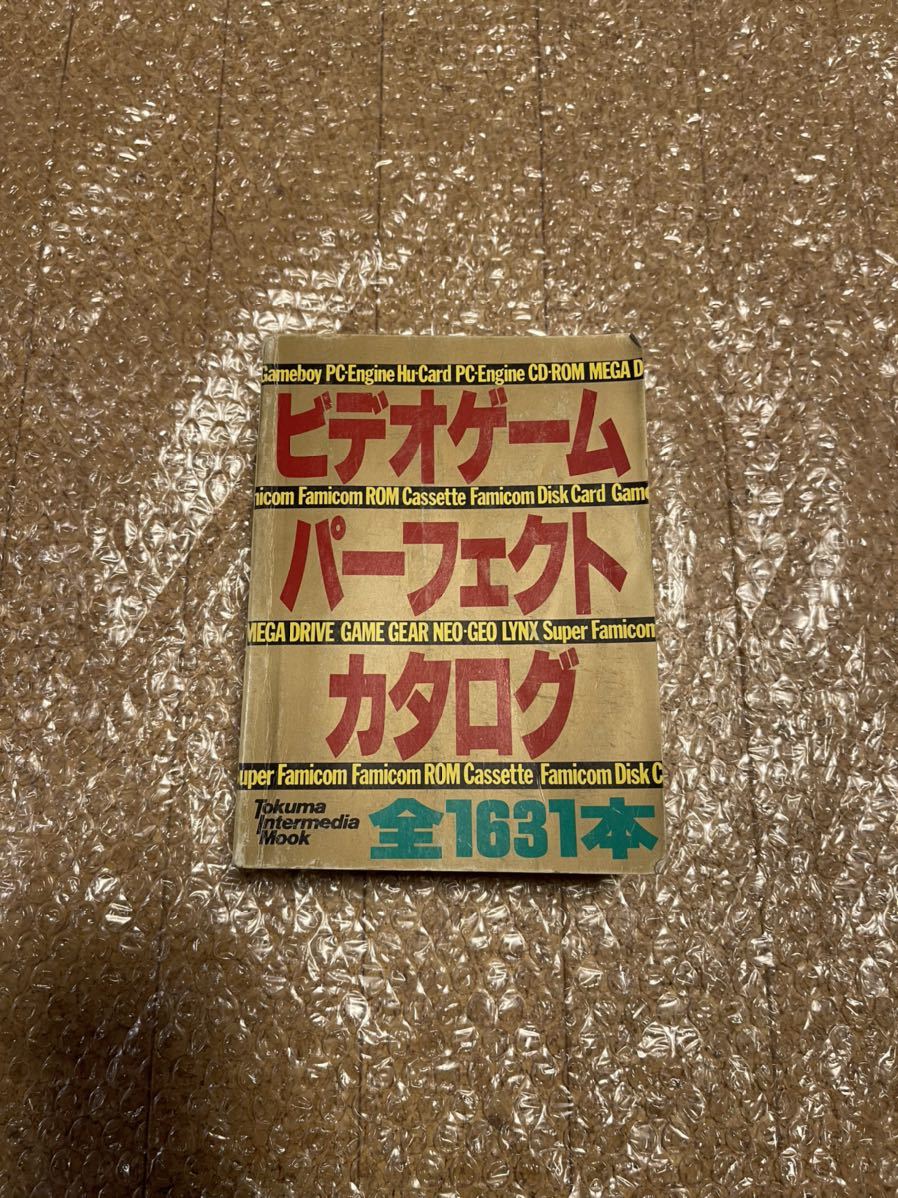 Gameboy PC-Engine Hu-Card PC-Engine CD-ROM MEGA D
ビデオゲーム
nicom Famicom ROM Cassette Famicom Disk Card Game
パーフェクト
MEGA DRIVE GAME GEAR NEO·GEO LYNX Super Famicom
カタログ
uper Famicom Famicom ROM Cassette Famicom Disk C
Tokuma
Intermedia
Mook
全1631本